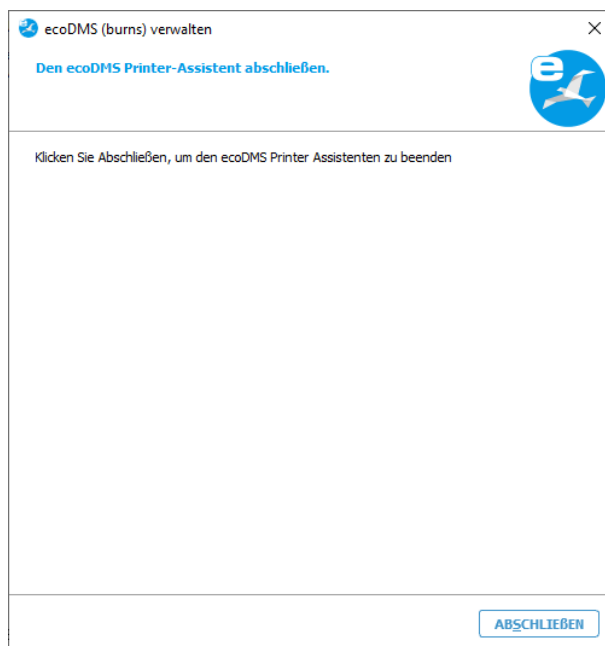 ecoDMS (burns) verwalten
Den ecoDMS Printer-Assistent abschließen.
e
Klicken Sie Abschließen, um den ecoDMS Printer Assistenten zu beenden
ABSCHLIEßEN